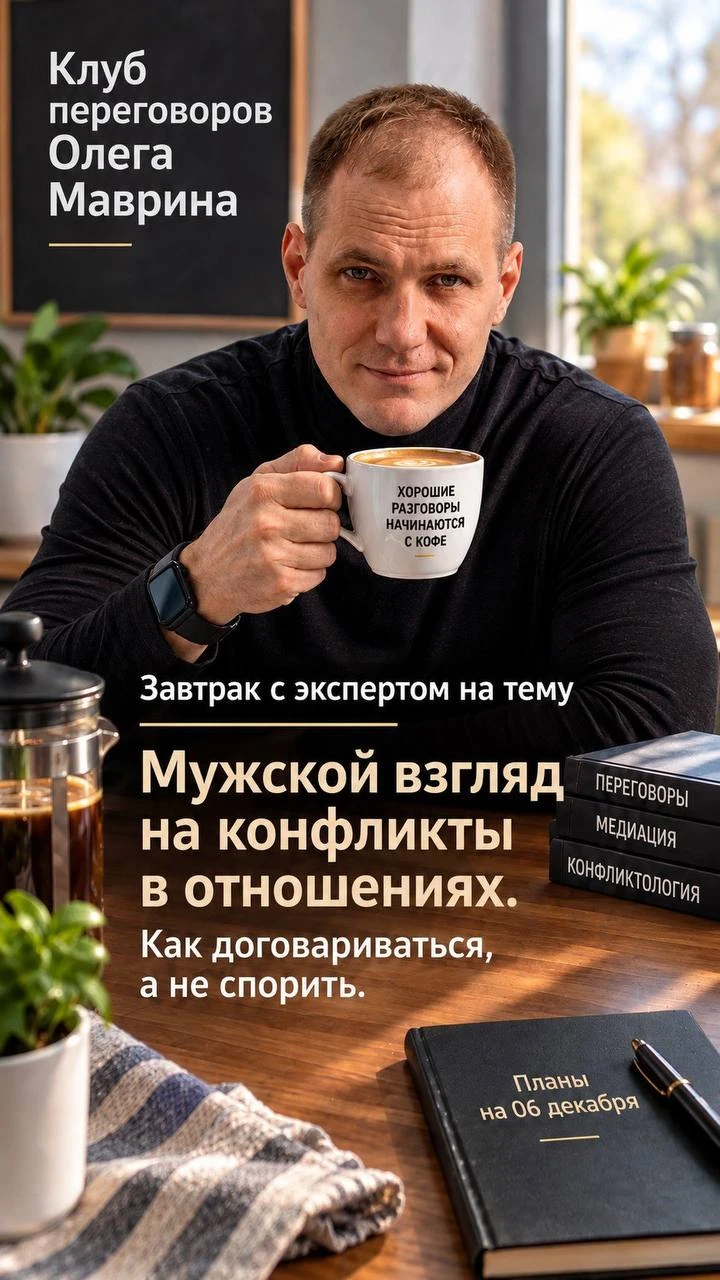 Клуб
переговоров
Олега
Маврина
ХОРОШИЕ
РАЗГОВОРЫ
НАЧИНАЮТСЯ
С КОФЕ
Завтрак с экспертом на тему
Мужской взгляд
на конфликты
в отношениях.
Как договариваться,
а не спорить.
ПЕРЕГОВОРЫ
МЕДИАЦИЯ
КОНФЛИКТОЛОГИЯ
Планы
на 06 декабря